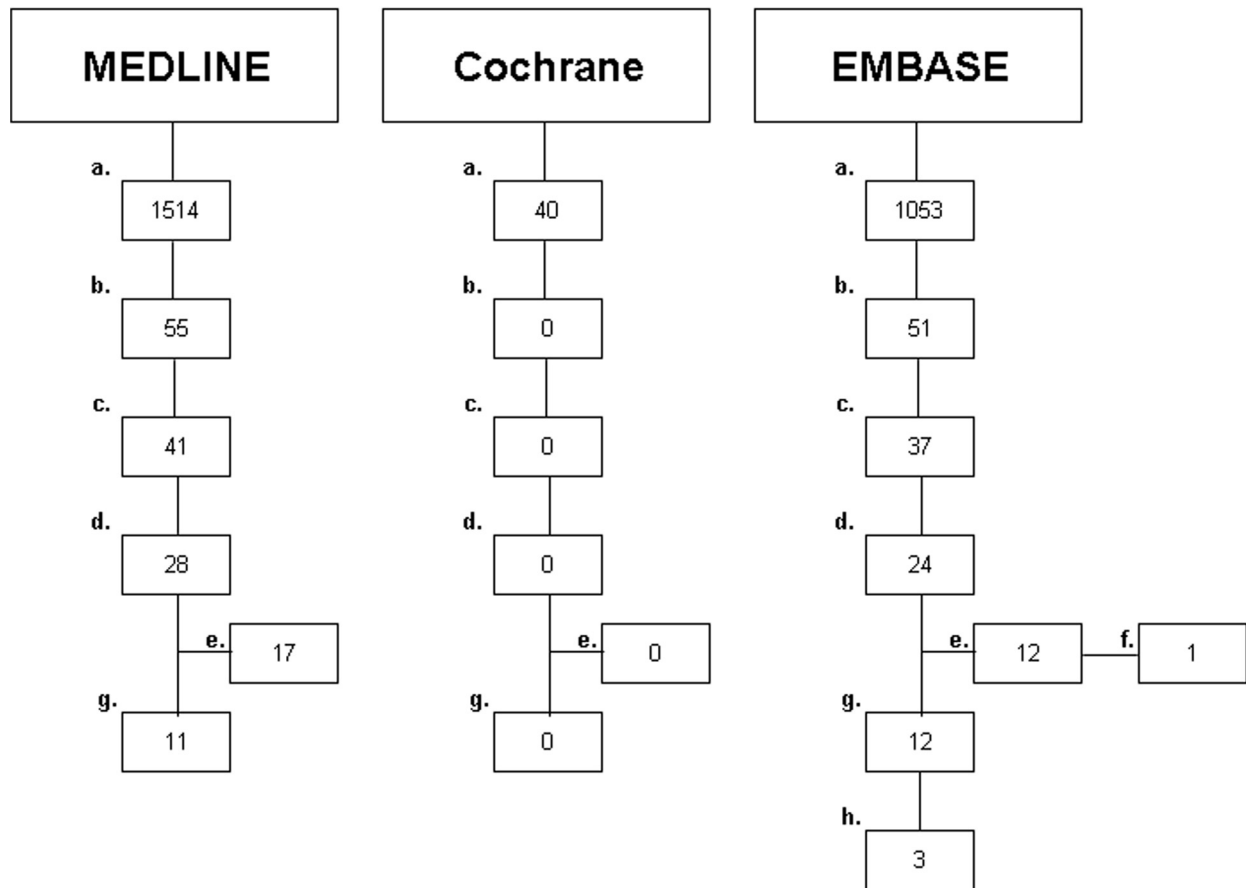 MEDLINE Cochrane EMBASE
a. a. a.
1514 40 1053
b. b. b.
55 0 51
c. c. c.
41 0 37
d. d. d.
28 0 24
e. 17 e. 0 e. 12 f. 1
g. g. g.
11 0 12
h.
3